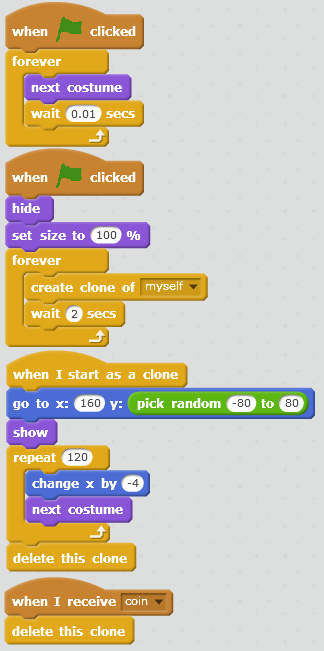 when clicked
forever
next costume
wait 0.01 secs
when clicked
hide
set size to 100 %
forever
create clone of myself
wait 2 secs
when I start as a clone
go to x: 160 y: pick random -80 to 80
show
repeat 120
change x by -4
next costume
delete this clone
when I receive coin
delete this clone